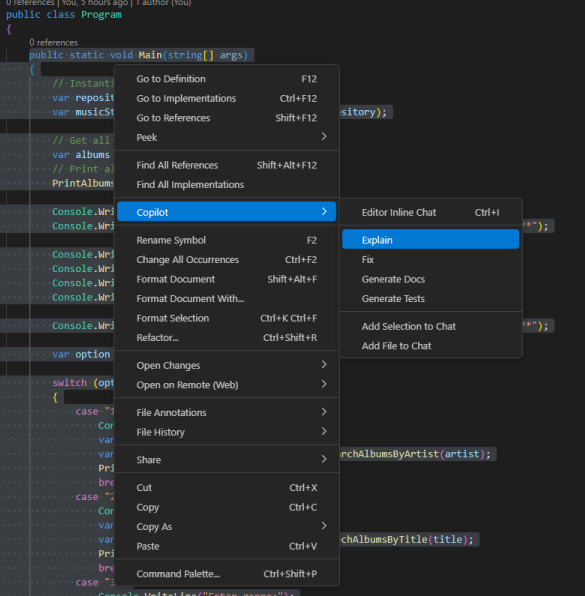 0 references | You, 5 hours ago | 1 author (You)
public class Program
{
0 references
public static void Main(string[] args)
{
// Instanti
var reposit
var musicSt sitory);
// Get all
var albums
// Print al
PrintAlbums
Console.Wri
Console.Wri *");
Console.Wri
Console.Wri
Console.Wri
Console.Wri
Console.Wri *");
var option
switch (opt
{
case "1
Con
var
var rchAlbumsByArtist(artist);
Pri
bre
case "2
Con
var
var chAlbumsByTitle(title);
Pri
bre
case "3
Console.WriteLine("Enter genre:");
Go to Definition F12
Go to Implementations Ctrl+F12
Go to References Shift+F12
Peek >
Find All References Shift+Alt+F12
Find All Implementations
Copilot >
Rename Symbol F2
Change All Occurrences Ctrl+F2
Format Document Shift+Alt+F
Format Document With...
Format Selection Ctrl+K Ctrl+F
Refactor... Ctrl+Shift+R
Open Changes >
Open on Remote (Web) >
File Annotations >
File History >
Share >
Cut Ctrl+X
Copy Ctrl+C
Copy As >
Paste Ctrl+V
Command Palette... Ctrl+Shift+P
Editor Inline Chat Ctrl+I
Explain
Fix
Generate Docs
Generate Tests
Add Selection to Chat
Add File to Chat